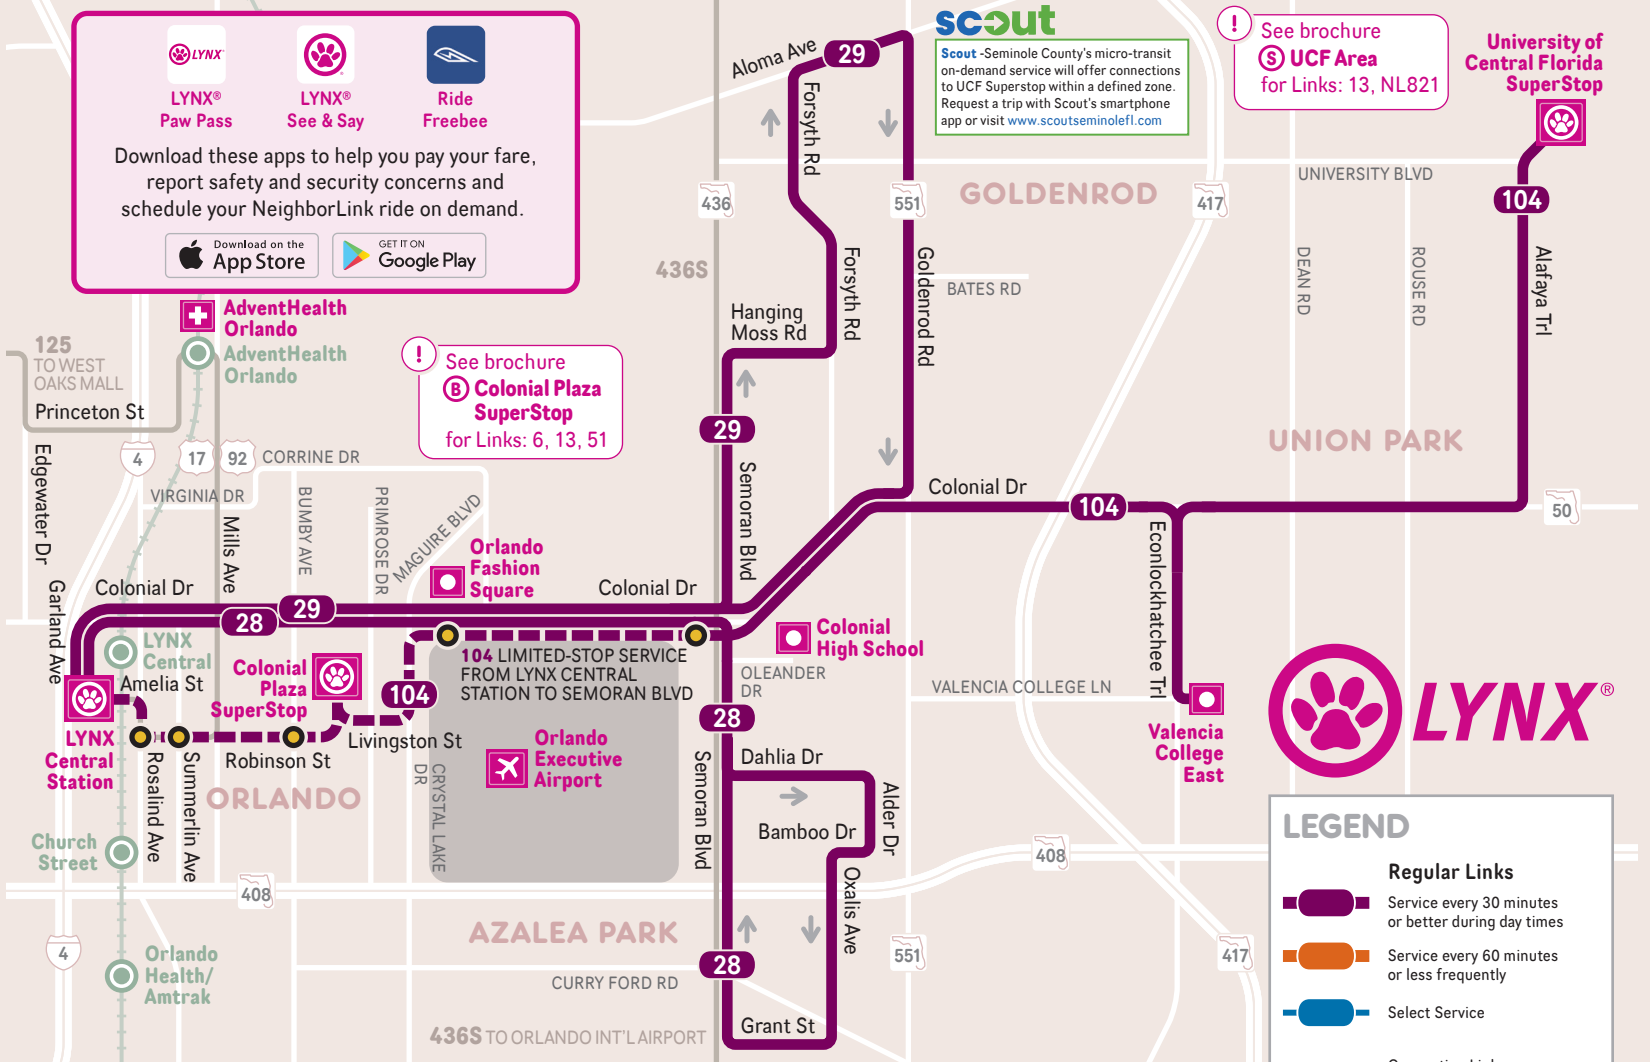 LYNX
LYNX®
Paw Pass
LYNX®
See & Say
Ride
Freebee
Download these apps to help you pay your fare,
report safety and security concerns and
schedule your NeighborLink ride on demand.
Download on the
App Store
GET IT ON
Google Play
scout
Scout -Seminole County's micro-transit
on-demand service will offer connections
to UCF Superstop within a defined zone.
Request a trip with Scout's smartphone
app or visit www.scoutseminolefl.com
!
See brochure
S UCF Area
for Links: 13, NL821
University of
Central Florida
SuperStop
Aloma Ave
29
Forsyth Rd
436
551
GOLDENROD
417
UNIVERSITY BLVD
104
436S
Forsyth Rd
Goldenrod Rd
BATES RD
DEAN RD
ROUSE RD
Alafaya Trl
AdventHealth
Orlando
AdventHealth
Orlando
125
TO WEST
OAKS MALL
Princeton St
!
See brochure
B Colonial Plaza
SuperStop
for Links: 6, 13, 51
Hanging
Moss Rd
29
UNION PARK
Edgewater Dr
4
17
92
CORRINE DR
VIRGINIA DR
Mills Ave
BUMBY AVE
PRIMROSE DR
MAGUIRE BLVD
Semoran Blvd
Colonial Dr
104
50
Orlando
Fashion
Square
Garland Ave
Colonial Dr
28
29
Colonial Dr
Econlockhatchee Trl
LYNX
Central
Amelia St
Colonial
Plaza
SuperStop
104
104 LIMITED-STOP SERVICE
FROM LYNX CENTRAL
STATION TO SEMORAN BLVD
Colonial
High School
OLEANDER
DR
VALENCIA COLLEGE LN
28
LYNX
Central
Station
Rosalind Ave
Summerlin Ave
Robinson St
Livingston St
CRYSTAL LAKE
DR
Orlando
Executive
Airport
Semoran Blvd
Dahlia Dr
Alder Dr
Bamboo Dr
Oxalis Ave
Valencia
College
East
LYNX®
ORLANDO
Church
Street
408
408
AZALEA PARK
4
Orlando
Health/
Amtrak
28
551
417
CURRY FORD RD
436S TO ORLANDO INT'L AIRPORT
Grant St
LEGEND
Regular Links
Service every 30 minutes
or better during day times
Service every 60 minutes
or less frequently
Select Service